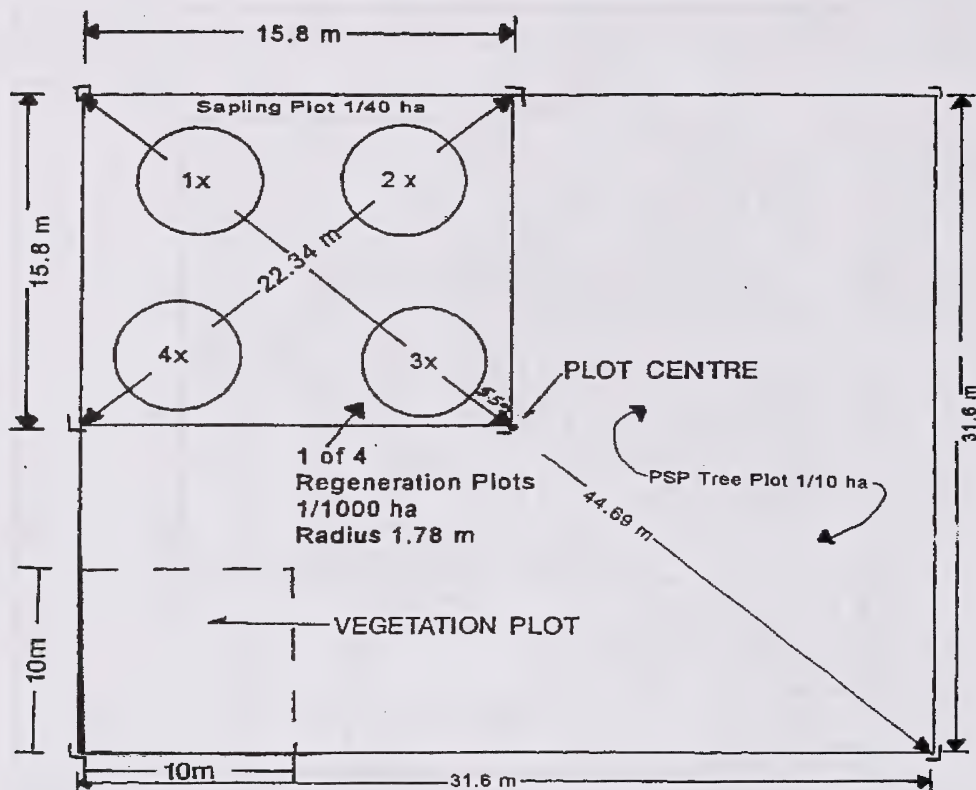 15.8 m
Sapling Plot 1/40 ha
1x
2 x
15.8 m
22.34 m
4x
3x
PLOT CENTRE
1 of 4
Regeneration Plots
1/1000 ha
Radius 1.78 m
PSP Tree Plot 1/10 ha
31.6 m
44.69 m
VEGETATION PLOT
10m
10m
31.6 m